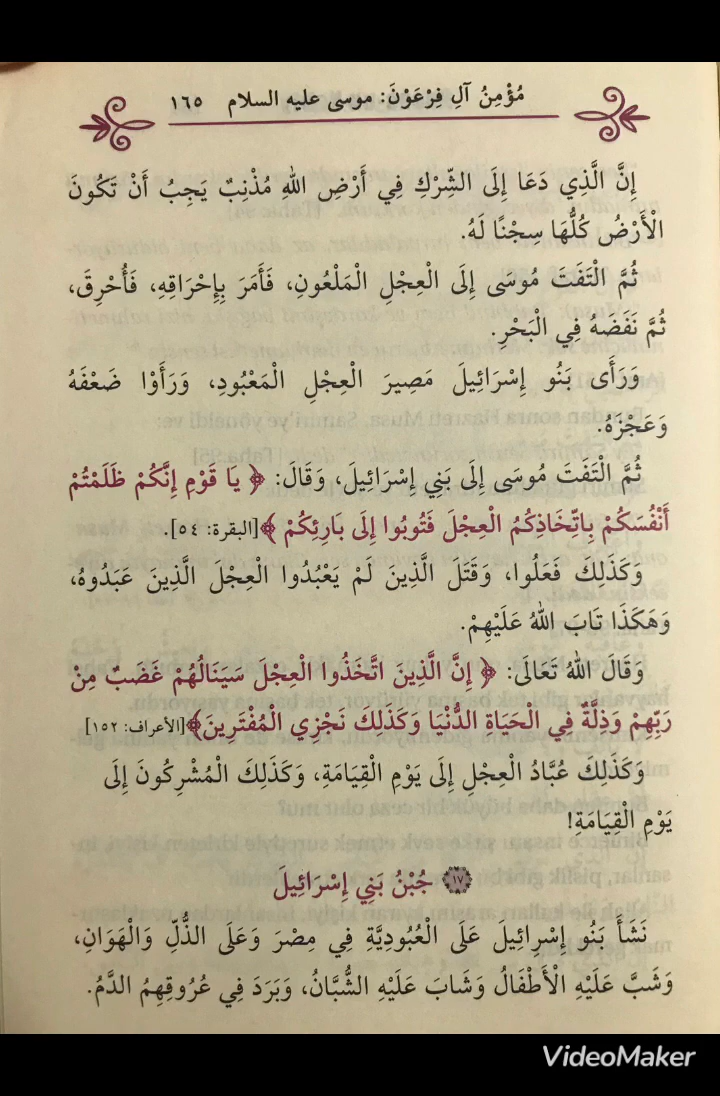 مُؤْمِنُ آلِ فِرْعَوْنَ: موسى عليه السلام ١٦٥
إِنَّ الَّذِي دَعَا إِلَى الشِّرْكِ فِي أَرْضِ اللهِ مُذْنِبٌ يَجِبُ أَنْ تَكُونَ
الْأَرْضُ كُلُّهَا سِجْنًا لَهُ.
ثُمَّ الْتَفَتَ مُوسَى إِلَى الْعِجْلِ الْمَلْعُونِ، فَأَمَرَ بِإِحْرَاقِهِ، فَأُحْرِقَ،
ثُمَّ نَفَضَهُ فِي الْبَحْرِ.
وَرَأَى بَنُو إِسْرَائِيلَ مَصِيرَ الْعِجْلِ الْمَعْبُودِ، وَرَأَوْا ضَعْفَهُ
وَعَجْزَهُ.
ثُمَّ الْتَفَتَ مُوسَى إِلَى بَنِي إِسْرَائِيلَ، وَقَالَ: ﴿ يَا قَوْمِ إِنَّكُمْ ظَلَمْتُمْ
أَنْفُسَكُمْ بِاتِّخَاذِكُمُ الْعِجْلَ فَتُوبُوا إِلَى بَارِئِكُمْ ﴾[البقرة: ٥٤].
وَكَذَلِكَ فَعَلُوا، وَقَتَلَ الَّذِينَ لَمْ يَعْبُدُوا الْعِجْلَ الَّذِينَ عَبَدُوهُ،
وَهَكَذَا تَابَ اللهُ عَلَيْهِمْ.
وَقَالَ اللهُ تَعَالَى: ﴿ إِنَّ الَّذِينَ اتَّخَذُوا الْعِجْلَ سَيَنَالُهُمْ غَضَبٌ مِنْ
رَبِّهِمْ وَذِلَّةٌ فِي الْحَيَاةِ الدُّنْيَا وَكَذَلِكَ نَجْزِي الْمُفْتَرِينَ﴾[الأعراف: ١٥٢]
وَكَذَلِكَ عُبَّادُ الْعِجْلِ إِلَى يَوْمِ الْقِيَامَةِ، وَكَذَلِكَ الْمُشْرِكُونَ إِلَى
يَوْمِ الْقِيَامَةِ!
١٧ جُبْنُ بَنِي إِسْرَائِيلَ
نَشَأَ بَنُو إِسْرِائِيلَ عَلَى الْعُبُودِيَّةِ فِي مِصْرَ وَعَلَى الذُّلِّ وَالْهَوَانِ،
وَشَبَّ عَلَيْهِ الْأَطْفَالُ وَشَابَ عَلَيْهِ الشُّبَّانُ، وَبَرَدَ فِي عُرُوقِهِمُ الدَّمُ.
VideoMaker